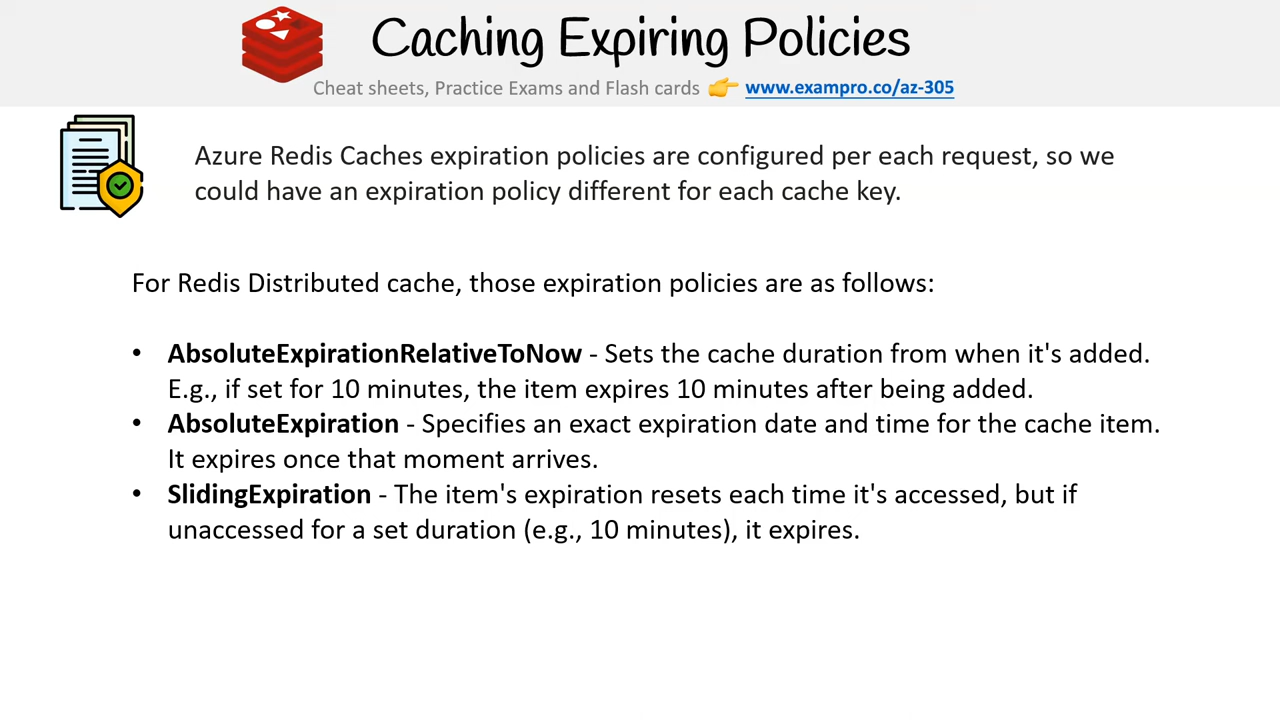 Caching Expiring Policies
Cheat sheets, Practice Exams and Flash cards 👉 www.exampro.co/az-305
Azure Redis Caches expiration policies are configured per each request, so we
could have an expiration policy different for each cache key.
For Redis Distributed cache, those expiration policies are as follows:
• AbsoluteExpirationRelativeToNow - Sets the cache duration from when it's added.
E.g., if set for 10 minutes, the item expires 10 minutes after being added.
• AbsoluteExpiration - Specifies an exact expiration date and time for the cache item.
It expires once that moment arrives.
• SlidingExpiration - The item's expiration resets each time it's accessed, but if
unaccessed for a set duration (e.g., 10 minutes), it expires.